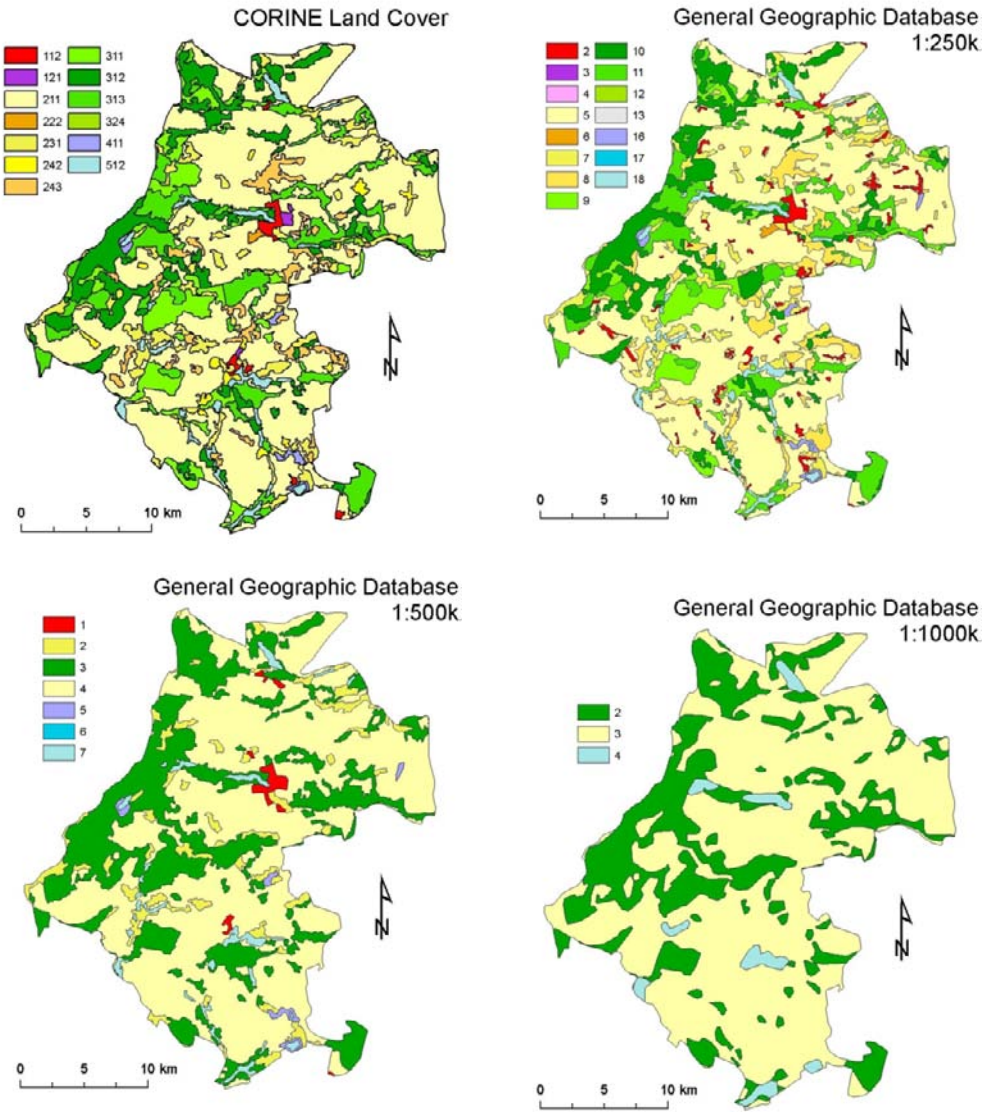 CORINE Land Cover
112 311
121 312
211 313
222 324
231 411
242 512
243
N
0 5 10 km
General Geographic Database
1:250k
2 10
3 11
4 12
5 13
6 16
7 17
8 18
9
N
0 5 10 km
General Geographic Database
1:500k
1
2
3
4
5
6
7
N
0 5 10 km
General Geographic Database
1:1000k
2
3
4
N
0 5 10 km